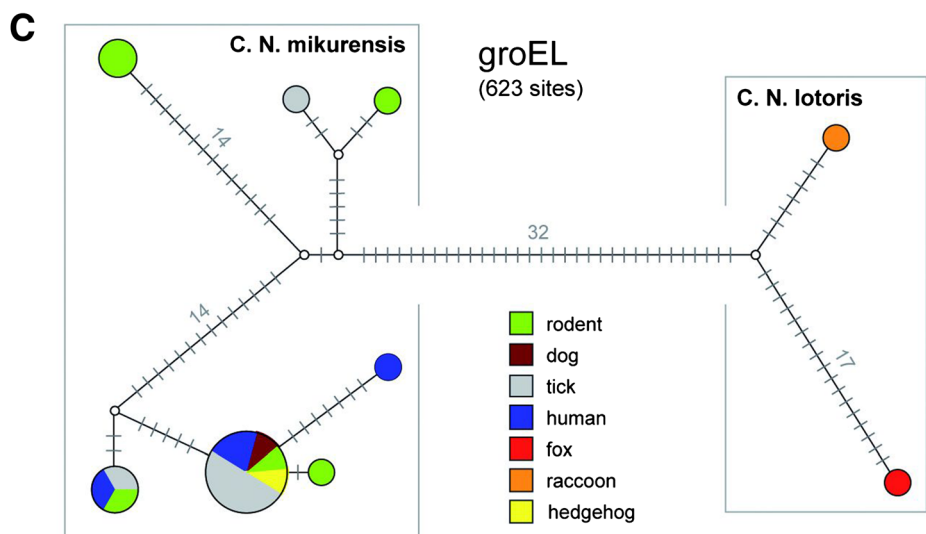 C
C. N. mikurensis
groEL
(623 sites)
C. N. lotoris
14
32
14
17
rodent
dog
tick
human
fox
raccoon
hedgehog